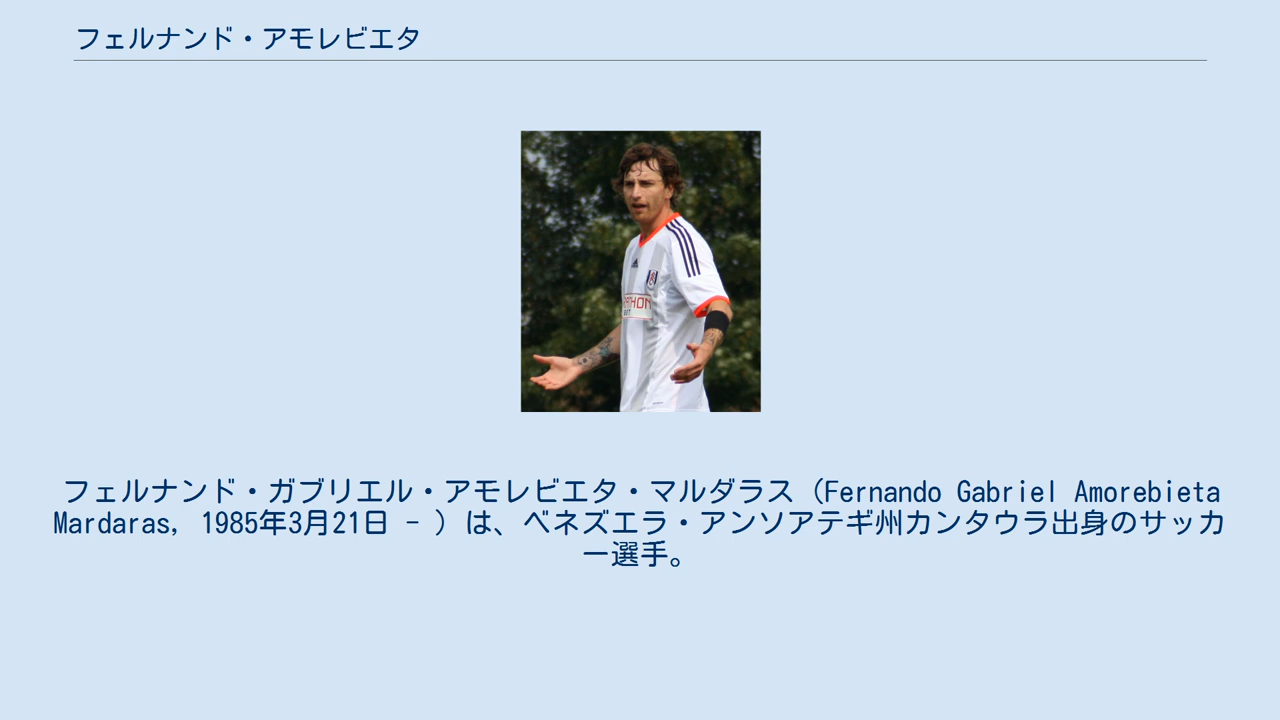 フェルナンド・アモレビエタ
フェルナンド・ガブリエル・アモレビエタ・マルダラス（Fernando Gabriel Amorebieta
Mardaras, 1985年3月21日 - ）は、ベネズエラ・アンソアテギ州カンタウラ出身のサッカ
ー選手。